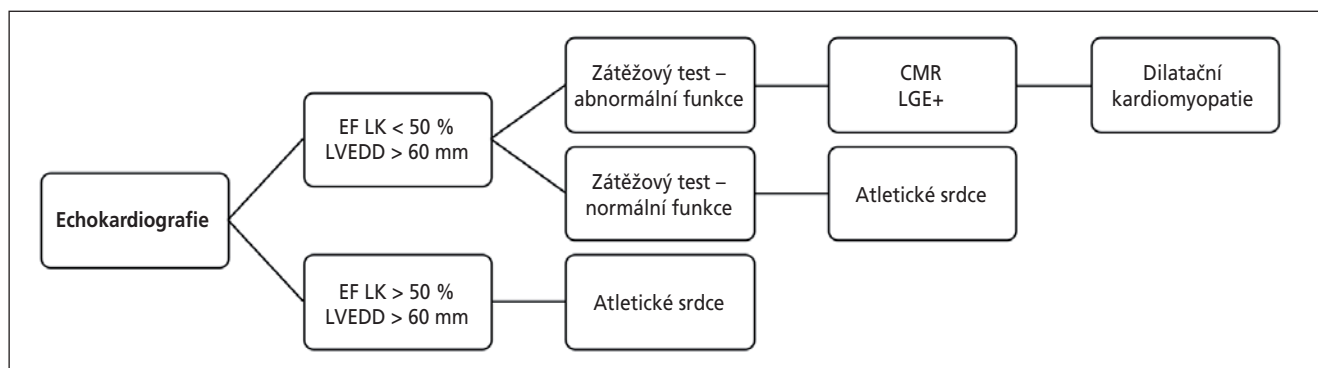 Echokardiografie
EF LK < 50 %
LVEDD > 60 mm
Zátěžový test –
abnormální funkce
CMR
LGE+
Dilatační
kardiomyopatie
Zátěžový test –
normální funkce
Atletické srdce
EF LK > 50 %
LVEDD > 60 mm
Atletické srdce